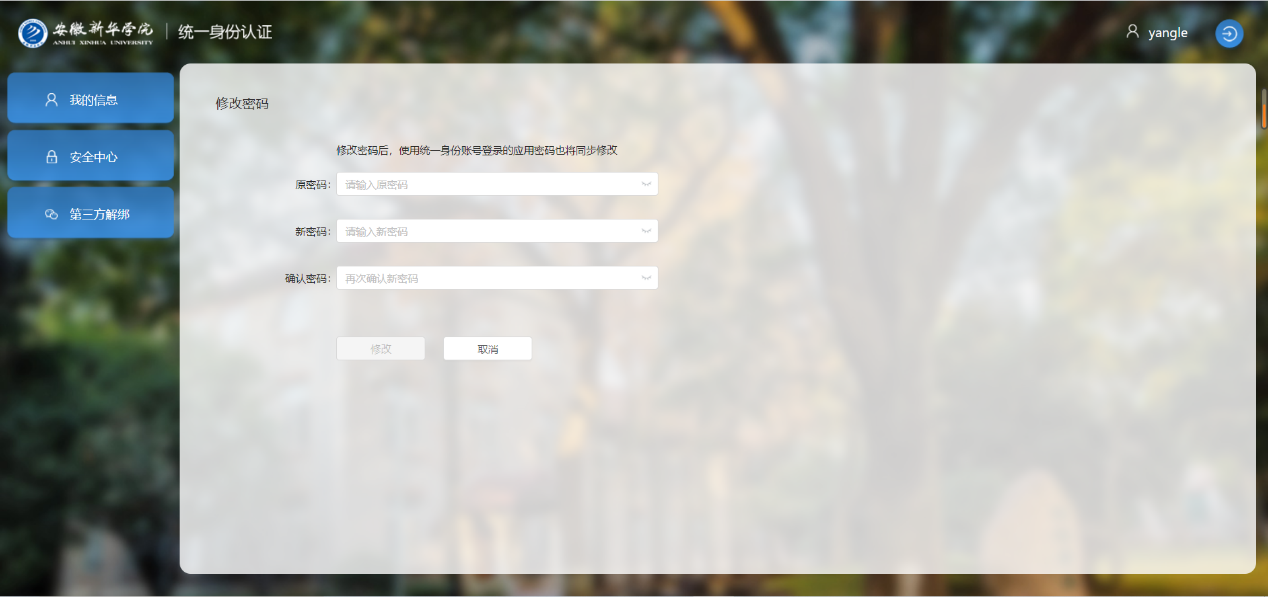 安徽新华学院
ANHUI XINHUA UNIVERSITY
统一身份认证
yangle
我的信息
安全中心
第三方解绑
修改密码
修改密码后，使用统一身份账号登录的应用密码也将同步修改
原密码：
请输入原密码
新密码：
请输入新密码
确认密码：
再次确认新密码
修改
取消